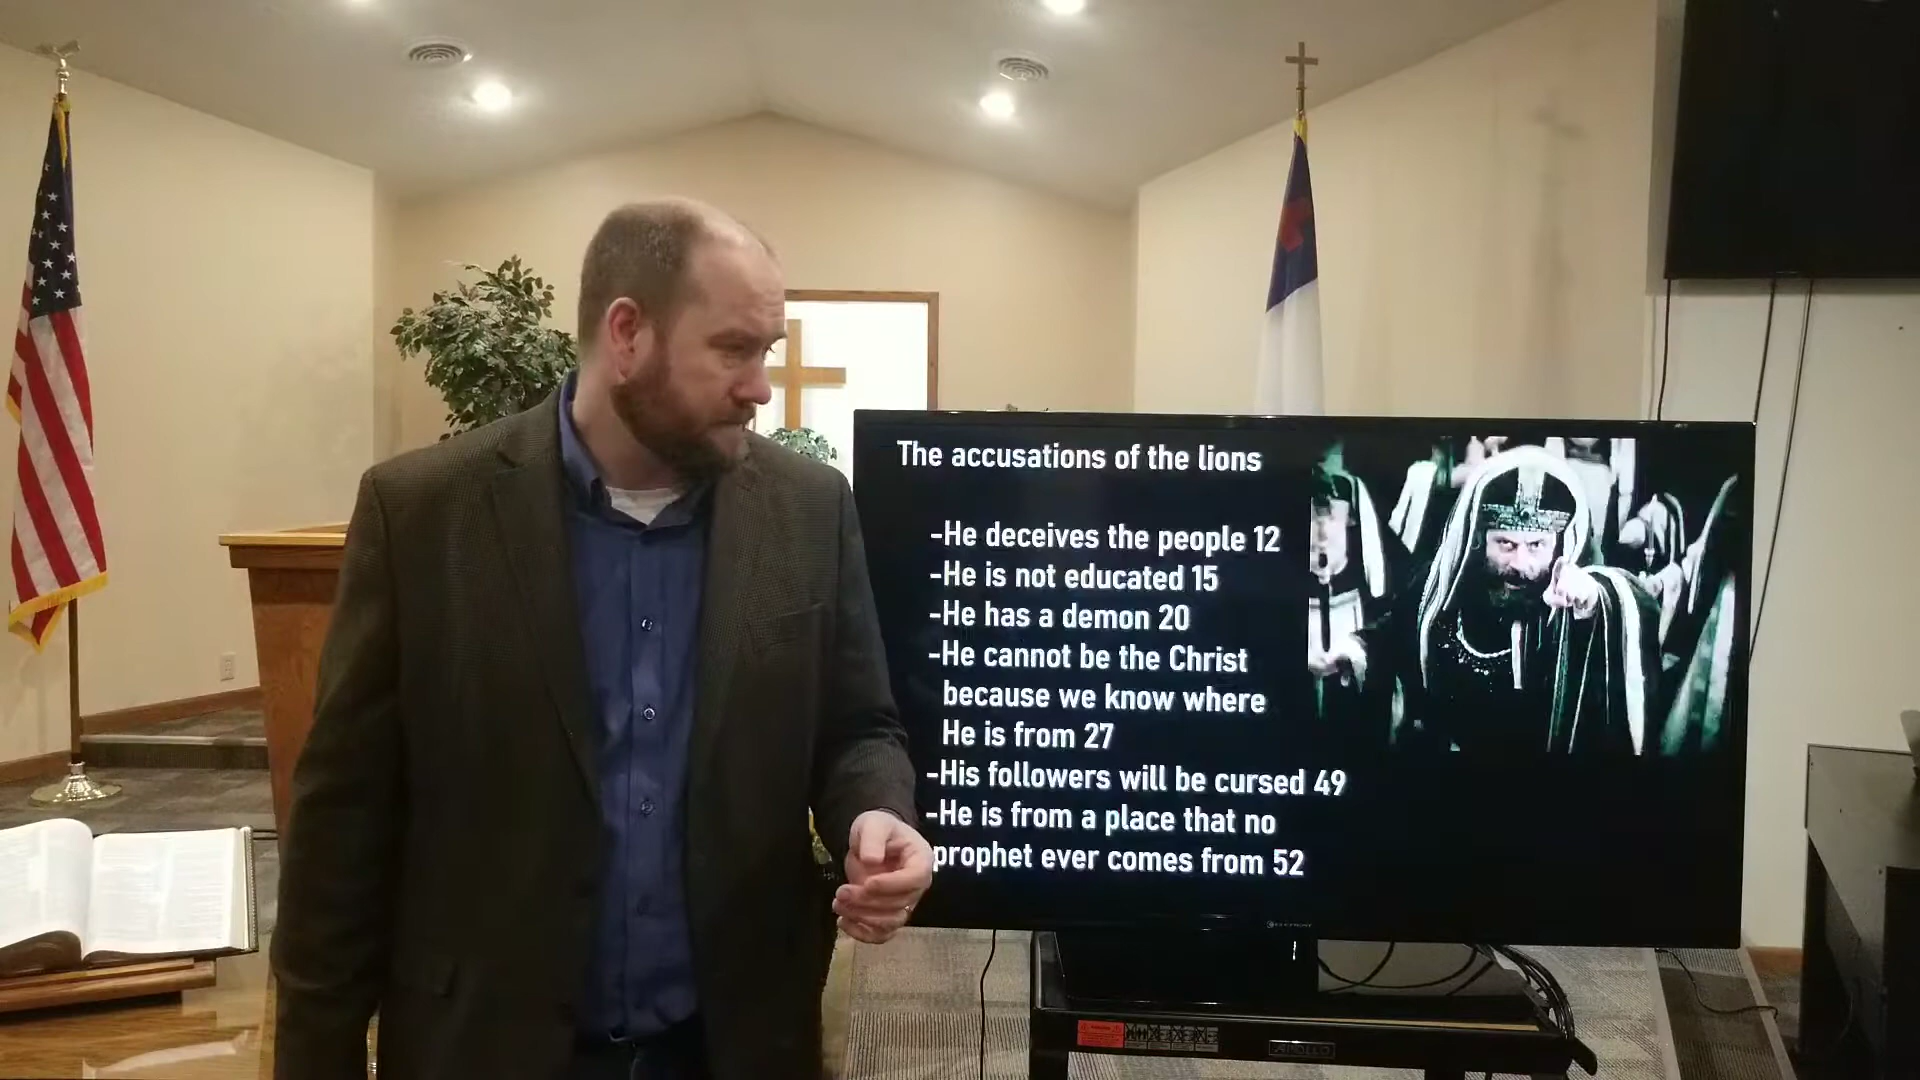 The accusations of the lions
-He deceives the people 12
-He is not educated 15
-He has a demon 20
-He cannot be the Christ
because we know where
He is from 27
-His followers will be cursed 49
-He is from a place that no
prophet ever comes from 52